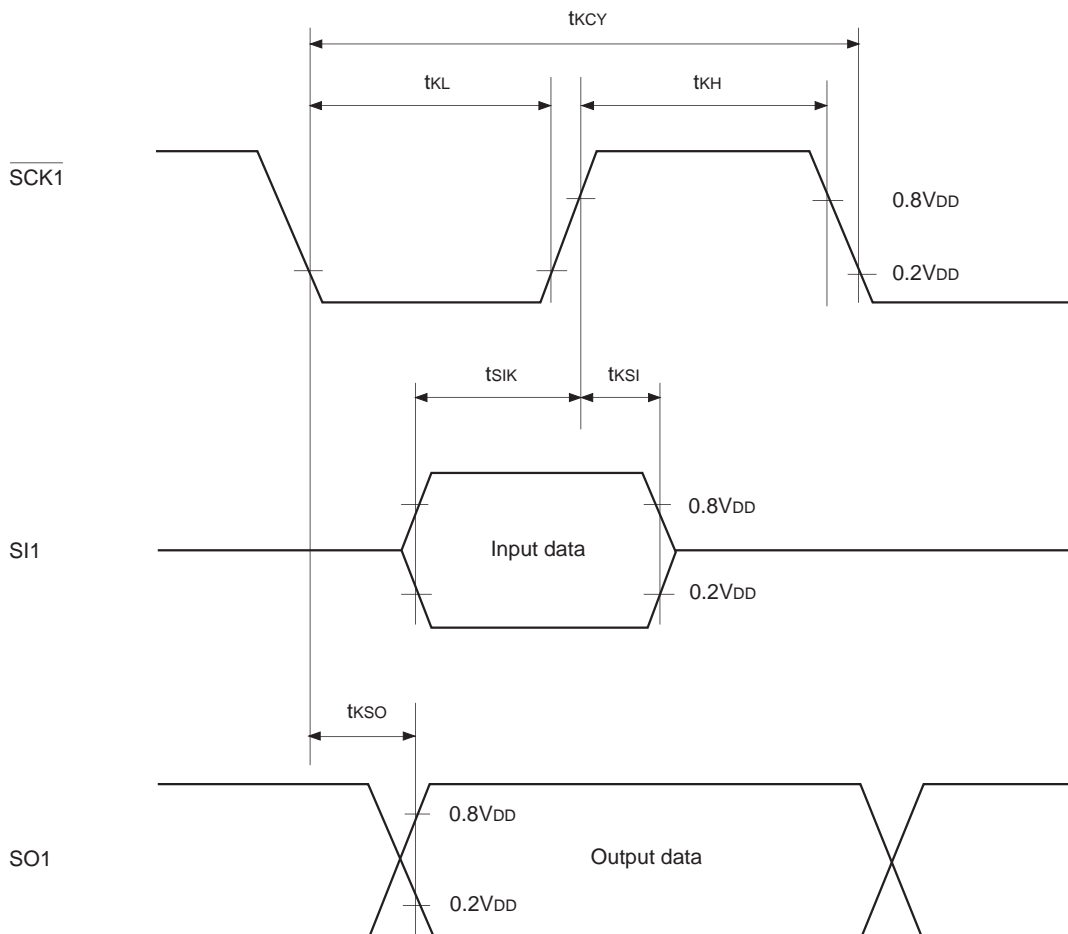 tKCY
tKL
tKH
SCK1
0.8VDD
0.2VDD
tSIK
tKSI
0.8VDD
SI1
Input data
0.2VDD
tKSO
0.8VDD
SO1
Output data
0.2VDD